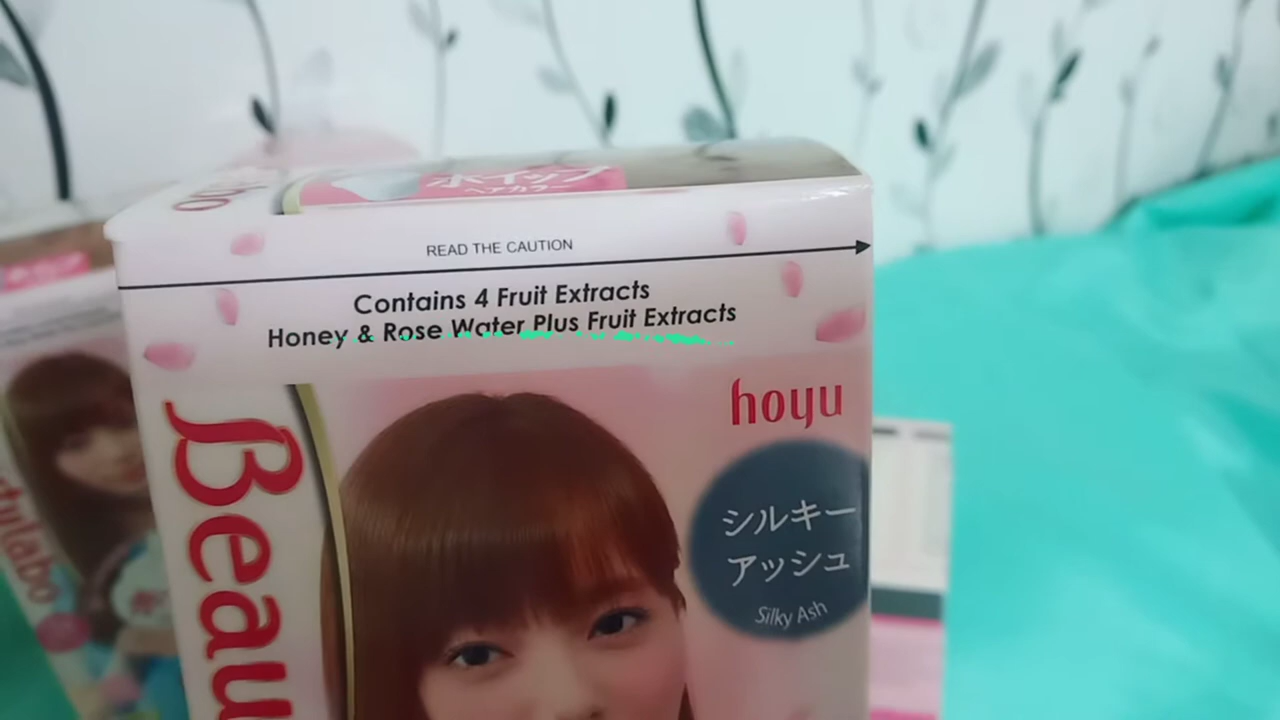 ホイップ
ヘアカラー
READ THE CAUTION
Contains 4 Fruit Extracts
Honey & Rose Water Plus Fruit Extracts
hoyu
シルキー
アッシュ
Silky Ash
Beau